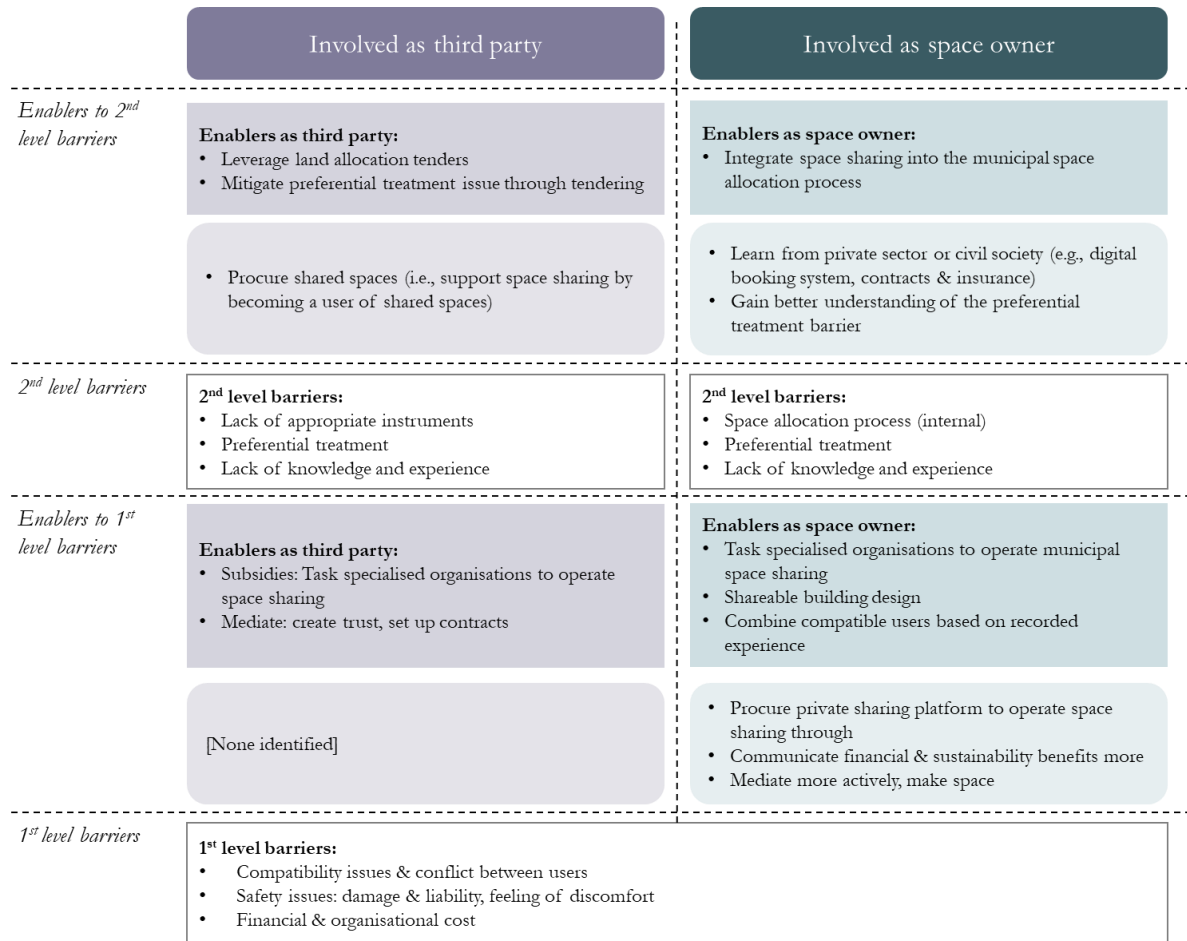 Involved as third party
Involved as space owner
Enablers to 2nd
level barriers
Enablers as third party:
• Leverage land allocation tenders
• Mitigate preferential treatment issue through tendering
Enablers as space owner:
• Integrate space sharing into the municipal space
allocation process
• Procure shared spaces (i.e., support space sharing by
becoming a user of shared spaces)
• Learn from private sector or civil society (e.g., digital
booking system, contracts & insurance)
• Gain better understanding of the preferential
treatment barrier
2nd level barriers
2nd level barriers:
• Lack of appropriate instruments
• Preferential treatment
• Lack of knowledge and experience
2nd level barriers:
• Space allocation process (internal)
• Preferential treatment
• Lack of knowledge and experience
Enablers to 1st
level barriers
Enablers as third party:
• Subsidies: Task specialised organisations to operate
space sharing
• Mediate: create trust, set up contracts
Enablers as space owner:
• Task specialised organisations to operate municipal
space sharing
• Shareable building design
• Combine compatible users based on recorded
experience
[None identified]
• Procure private sharing platform to operate space
sharing through
• Communicate financial & sustainability benefits more
• Mediate more actively, make space
1st level barriers
1st level barriers:
• Compatibility issues & conflict between users
• Safety issues: damage & liability, feeling of discomfort
• Financial & organisational cost